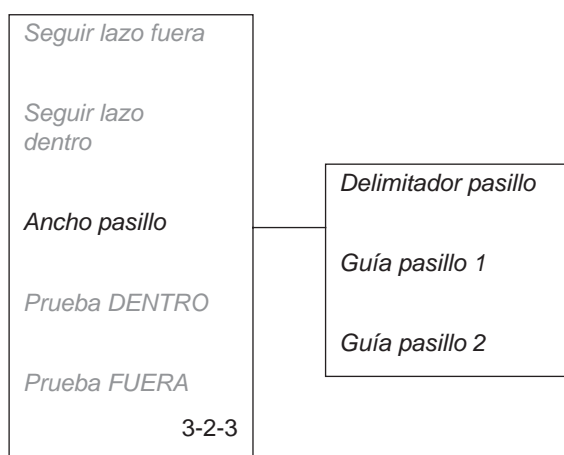 Seguir lazo fuera
Seguir lazo
dentro
Ancho pasillo
Prueba DENTRO
Prueba FUERA
3-2-3
Delimitador pasillo
Guía pasillo 1
Guía pasillo 2